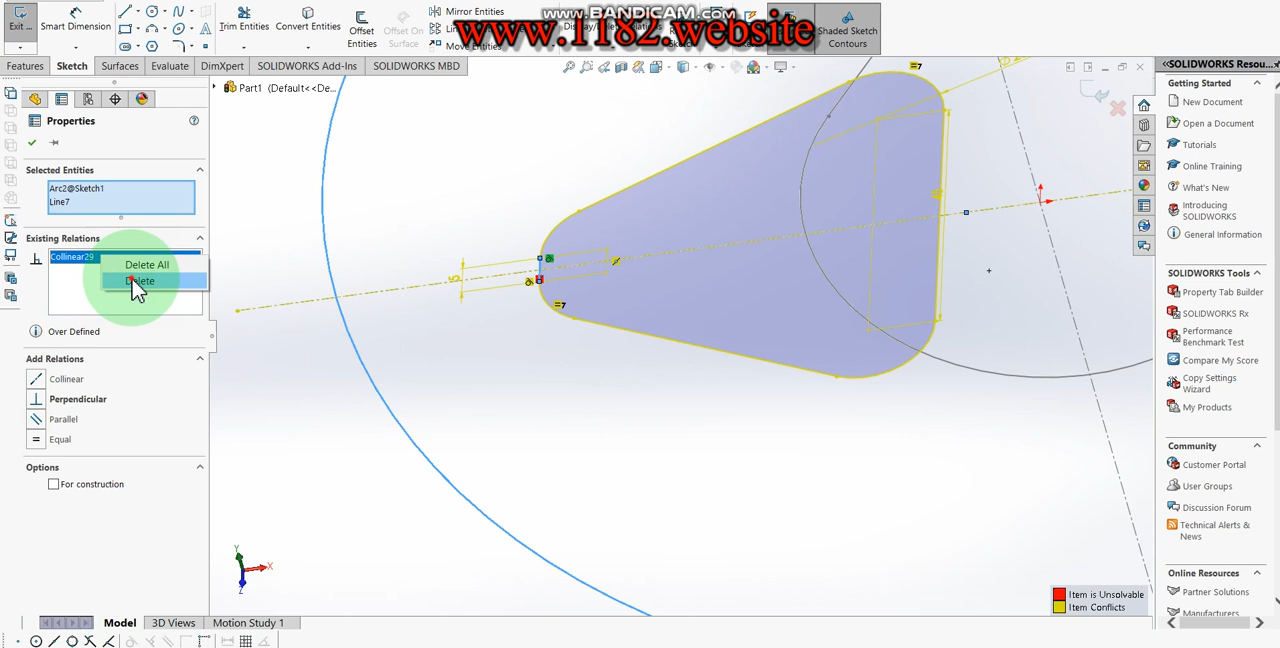 www.BANDICAM.com
www.1182.website
Exit ...
Smart Dimension
Trim Entities
Convert Entities
Offset
Entities
Offset On
Surface
Mirror Entities
Move Entities
Shaded Sketch
Contours
Features
Sketch
Surfaces
Evaluate
DimXpert
SOLIDWORKS Add-Ins
SOLIDWORKS MBD
Part1 (Default<<De...
Properties
Selected Entities
Arc2@Sketch1
Line7
Existing Relations
Collinear29
Delete All
Delete
Over Defined
Add Relations
Collinear
Perpendicular
Parallel
Equal
Options
For construction
=7
=7
5
Y
X
Z
Item is Unsolvable
Item Conflicts
Model
3D Views
Motion Study 1
SOLIDWORKS Resou...
Getting Started
New Document
Open a Document
Tutorials
Online Training
What's New
Introducing
SOLIDWORKS
General Information
SOLIDWORKS Tools
Property Tab Builder
SOLIDWORKS Rx
Performance
Benchmark Test
Compare My Score
Copy Settings
Wizard
My Products
Community
Customer Portal
User Groups
Discussion Forum
Technical Alerts &
News
Online Resources
Partner Solutions
Manufacturers